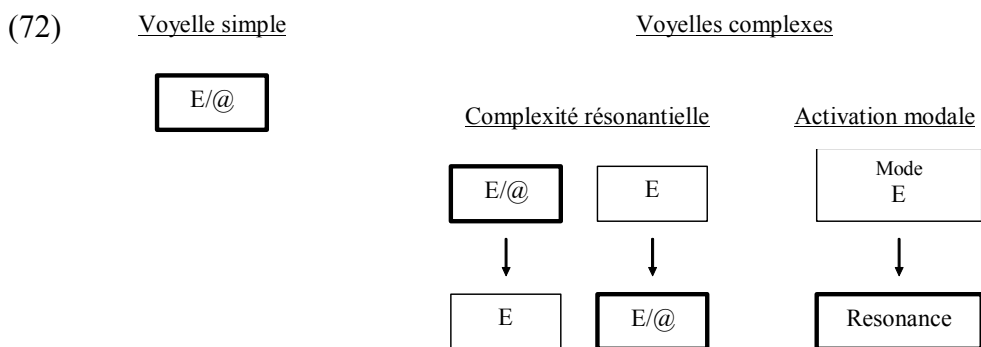 (72) Voyelle simple Voyelles complexes
E/@
Complexité résonantielle Activation modale
E/@ E Mode
E
E E/@ Resonance